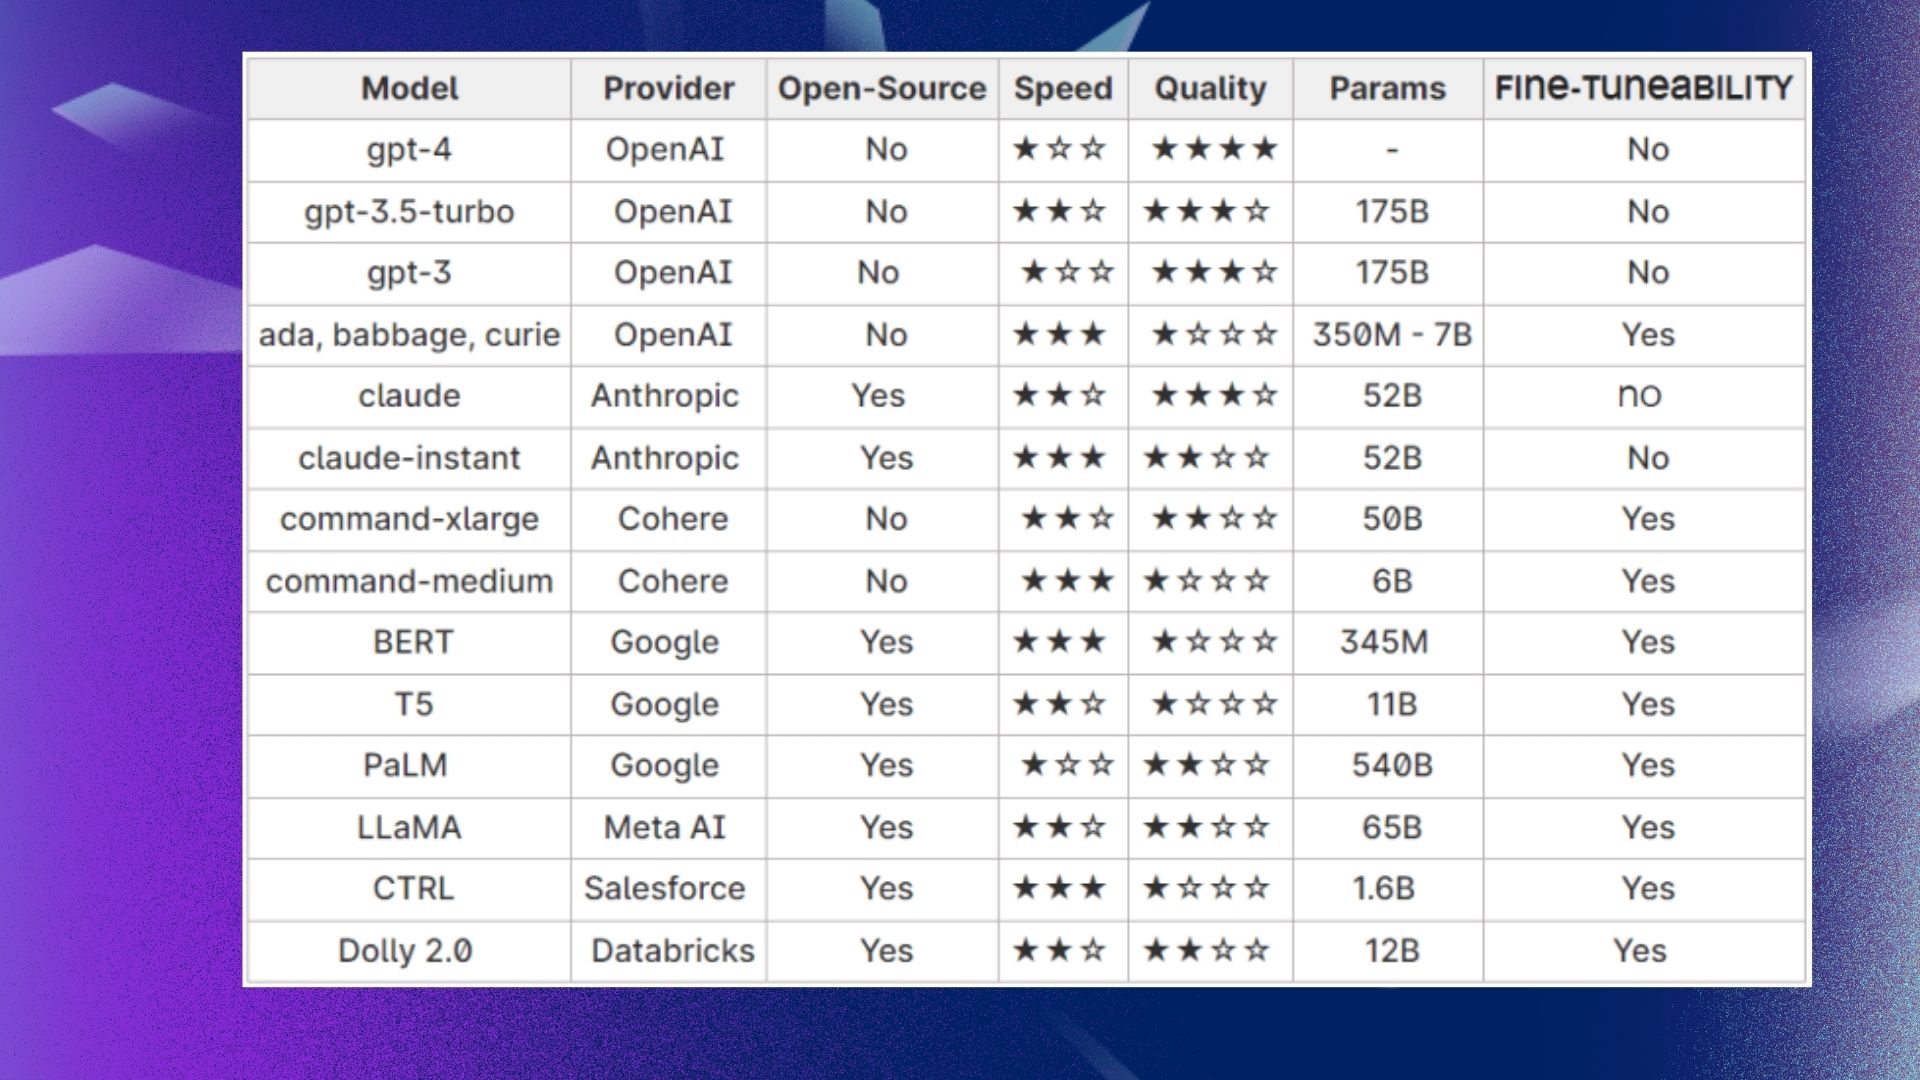 Model Provider Open-Source Speed Quality Params FIne-TuneaBILITY
gpt-4 OpenAI No ★☆☆ ★★★★ - No
gpt-3.5-turbo OpenAI No ★★☆ ★★★☆ 175B No
gpt-3 OpenAI No ★☆☆ ★★★☆ 175B No
ada, babbage, curie OpenAI No ★★★ ★☆☆☆ 350M - 7B Yes
claude Anthropic Yes ★★☆ ★★★☆ 52B no
claude-instant Anthropic Yes ★★★ ★★☆☆ 52B No
command-xlarge Cohere No ★★☆ ★★☆☆ 50B Yes
command-medium Cohere No ★★★ ★☆☆☆ 6B Yes
BERT Google Yes ★★★ ★☆☆☆ 345M Yes
T5 Google Yes ★★☆ ★☆☆☆ 11B Yes
PaLM Google Yes ★☆☆ ★★☆☆ 540B Yes
LLaMA Meta AI Yes ★★☆ ★★☆☆ 65B Yes
CTRL Salesforce Yes ★★★ ★☆☆☆ 1.6B Yes
Dolly 2.0 Databricks Yes ★★☆ ★★☆☆ 12B Yes